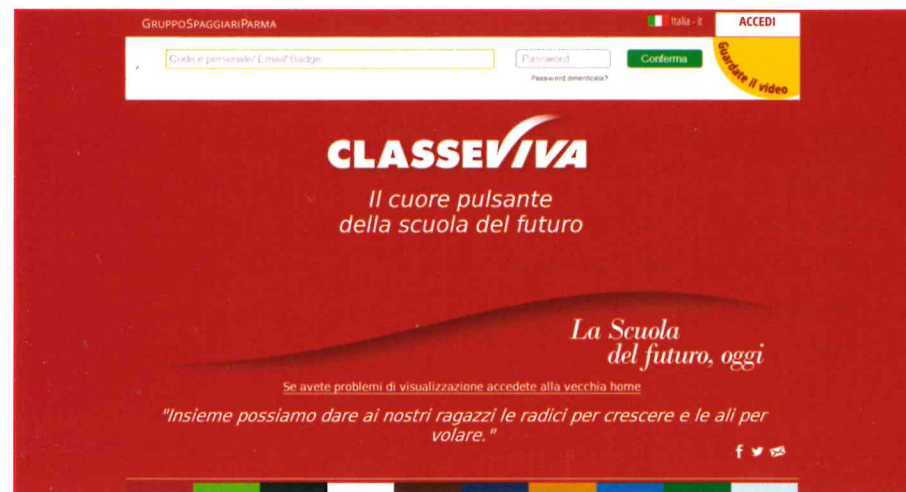 GRUPPOSPAGGIARIPARMA
Italia - it
ACCEDI
Codice personale/ Email/ Badge
Password
Conferma
Password dimenticata?
Guardate il video
CLASSEVIVA
Il cuore pulsante
della scuola del futuro
La Scuola
del futuro, oggi
Se avete problemi di visualizzazione accedete alla vecchia home
"Insieme possiamo dare ai nostri ragazzi le radici per crescere e le ali per
volare."